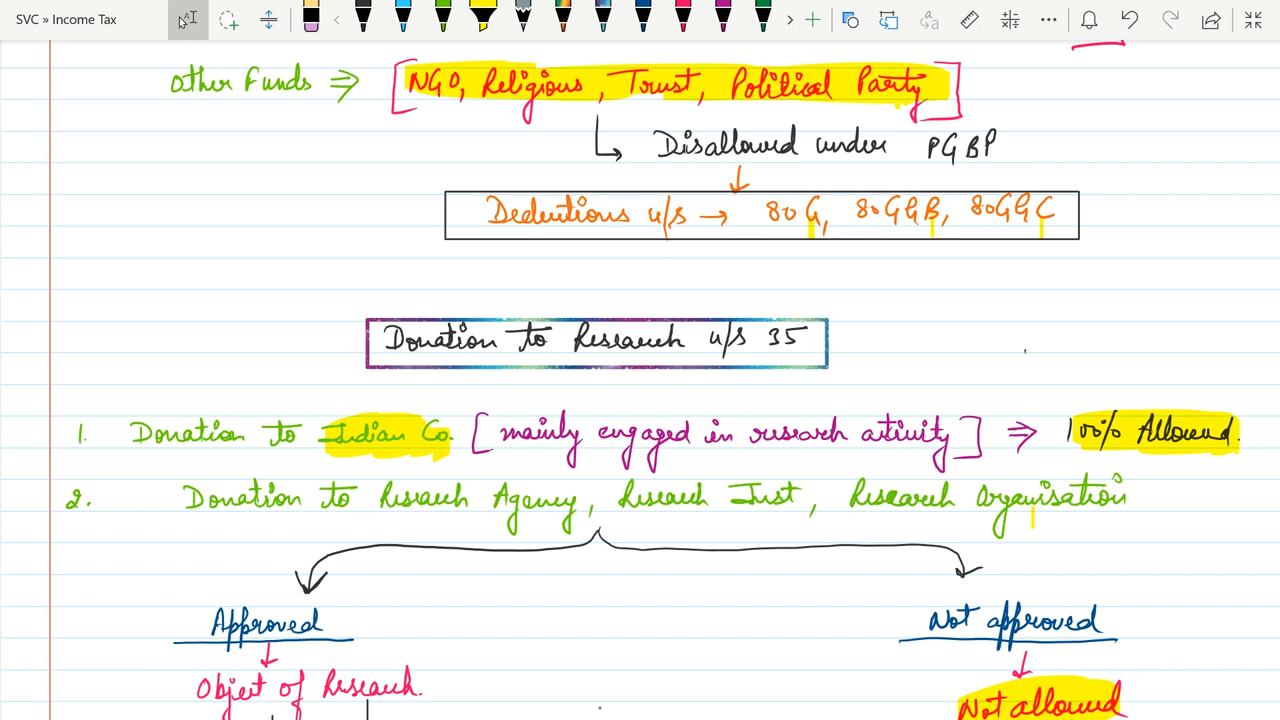 SVC » Income Tax
Other Funds ⇒ [NGO, Religious, Trust, Political Party]
↳ Disallowed under PGBP
Deductions u/s → 80G, 80GGB, 80GGC
Donation to Research u/s 35
1. Donation to Indian Co. [mainly engaged in research activity] ⇒ 100% Allowed.
2. Donation to Research Agency, Research Inst, Research Organisation
Approved Not approved
Object of Research. Not allowed